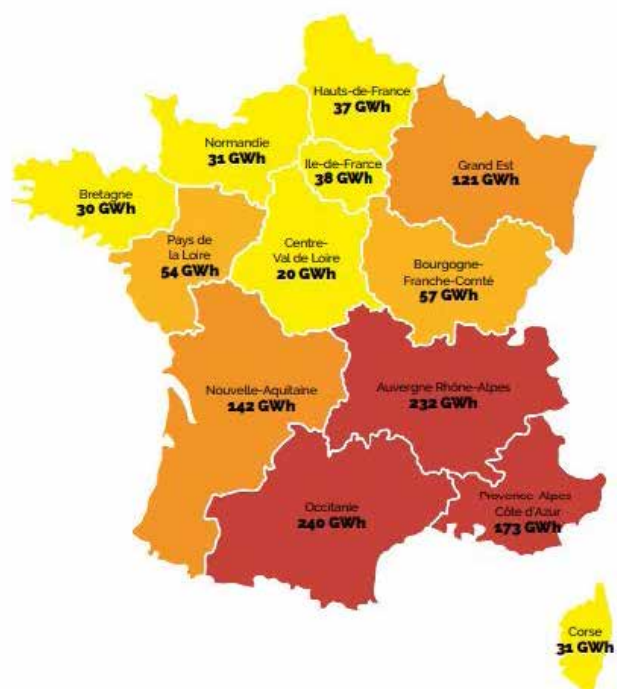 Hauts-de-France
37 GWh
Normandie
31 GWh
Ile-de-France
38 GWh
Grand Est
121 GWh
Bretagne
30 GWh
Pays de
la Loire
54 GWh
Centre-
Val de Loire
20 GWh
Bourgogne-
Franche-Comté
57 GWh
Nouvelle-Aquitaine
142 GWh
Auvergne Rhône-Alpes
232 GWh
Occitanie
240 GWh
Provence-Alpes
Côte d'Azur
173 GWh
Corse
31 GWh